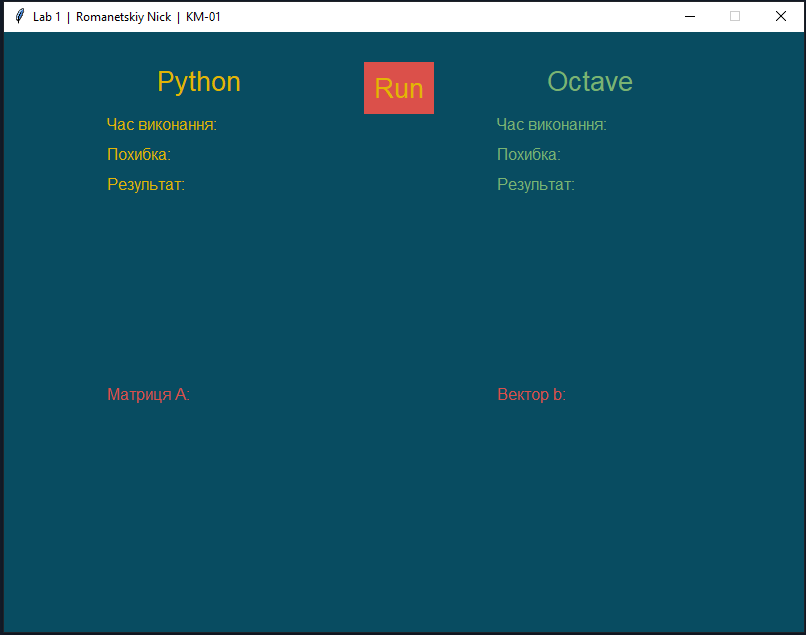 Lab 1 | Romanetskiy Nick | KM-01
Python
Run
Octave
Час виконання:
Час виконання:
Похибка:
Похибка:
Результат:
Результат:
Матриця А:
Вектор b: